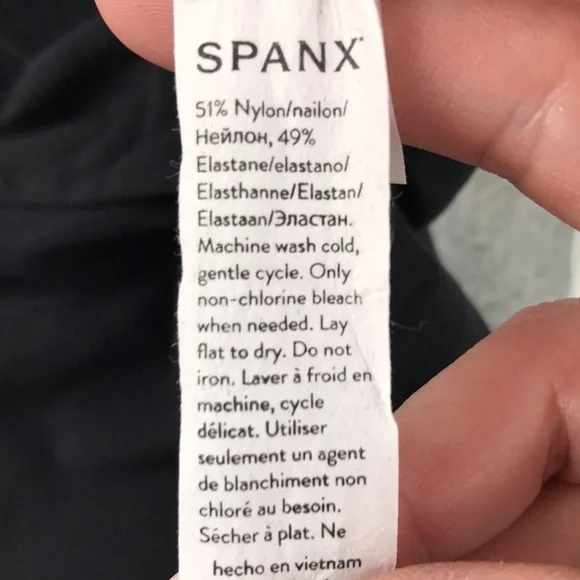 SPANX
51% Nylon/nailon/
Нейлон, 49%
Elastane/elastano/
Elasthanne/Elastan/
Elastaan/Эластан.
Machine wash cold,
gentle cycle. Only
non-chlorine bleach
when needed. Lay
flat to dry. Do not
iron. Laver à froid en
machine, cycle
délicat. Utiliser
seulement un agent
de blanchiment non
chloré au besoin.
Sécher à plat. Ne
hecho en vietnam